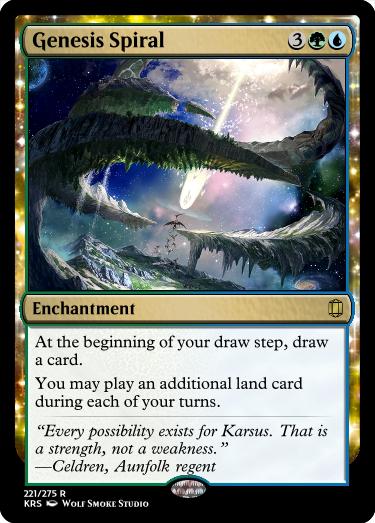 Genesis Spiral 3
Enchantment
At the beginning of your draw step, draw
a card.
You may play an additional land card
during each of your turns.
“Every possibility exists for Karsus. That is
a strength, not a weakness.”
—Celdren, Aunfolk regent
221/275 R
KRS Wolf Smoke Studio